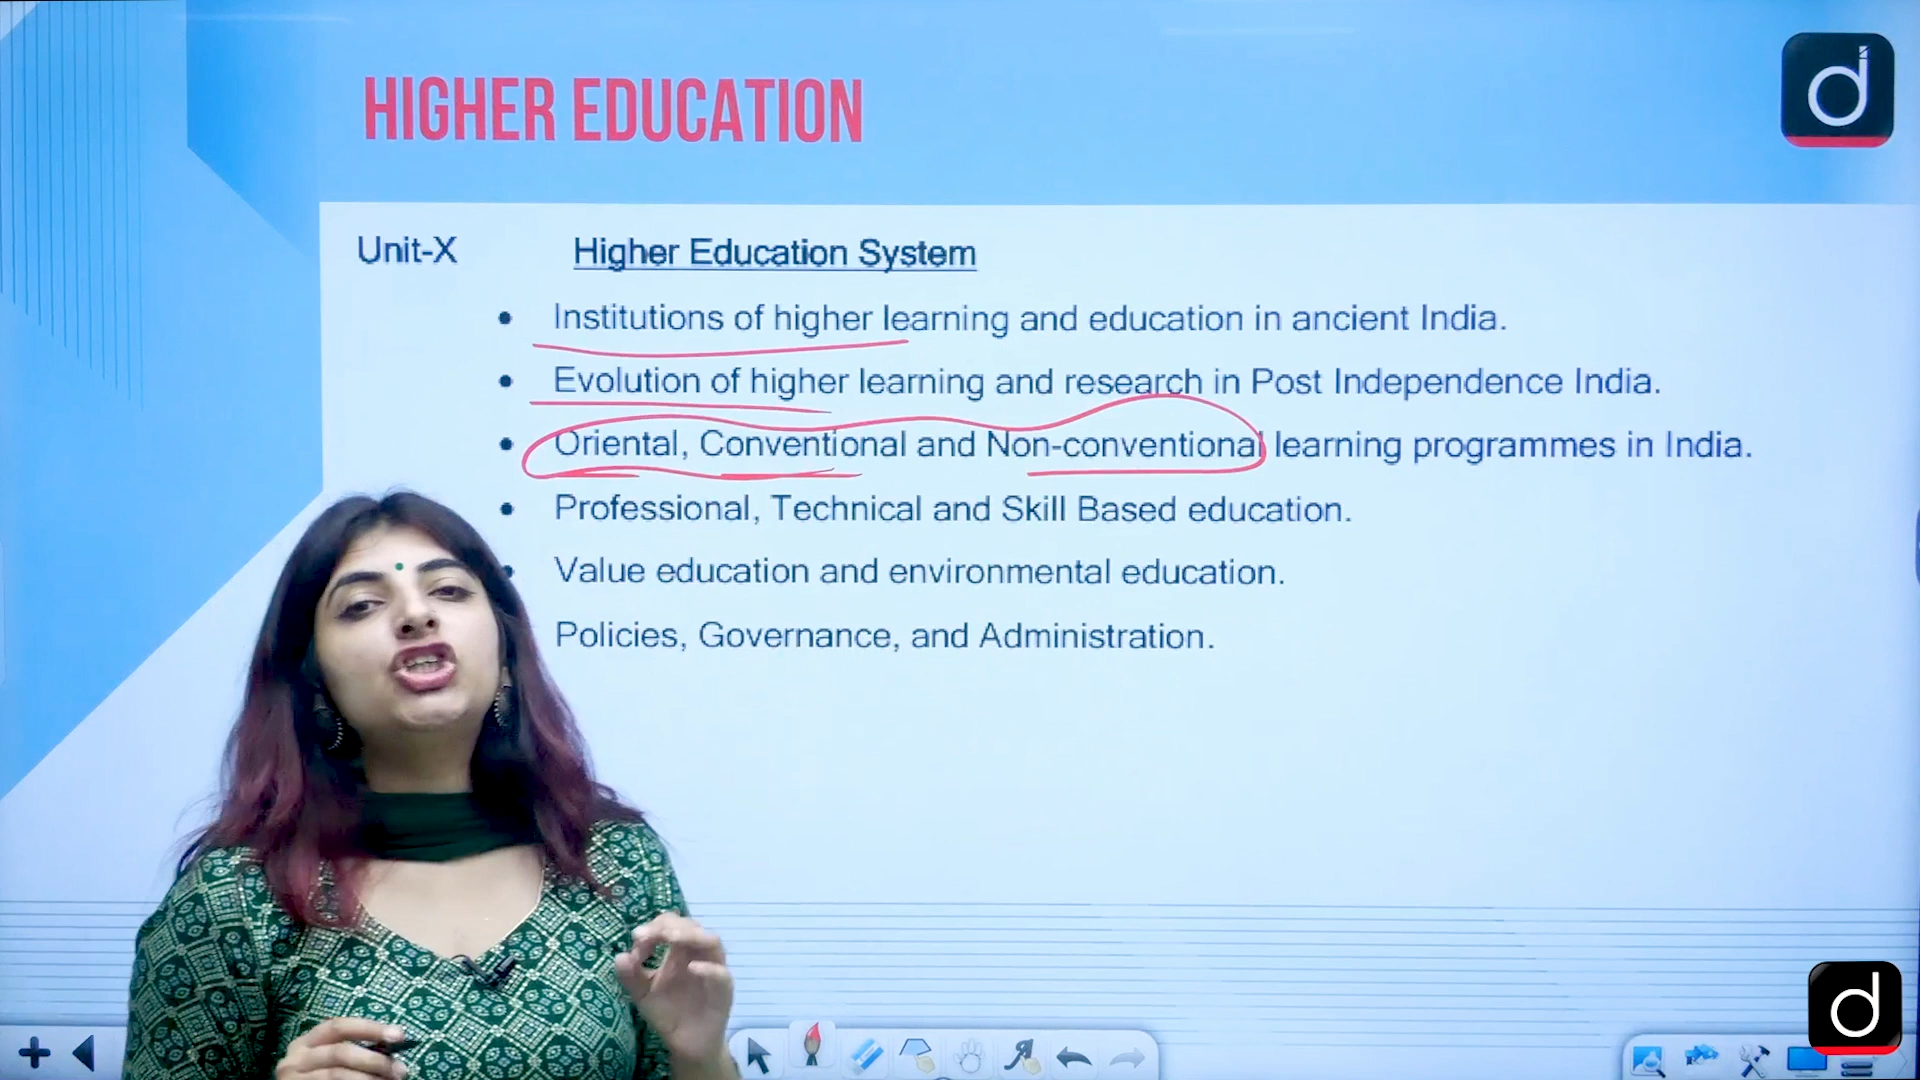 HIGHER EDUCATION
d
Unit-X Higher Education System
• Institutions of higher learning and education in ancient India.
• Evolution of higher learning and research in Post Independence India.
• Oriental, Conventional and Non-conventional learning programmes in India.
• Professional, Technical and Skill Based education.
Value education and environmental education.
Policies, Governance, and Administration.
d